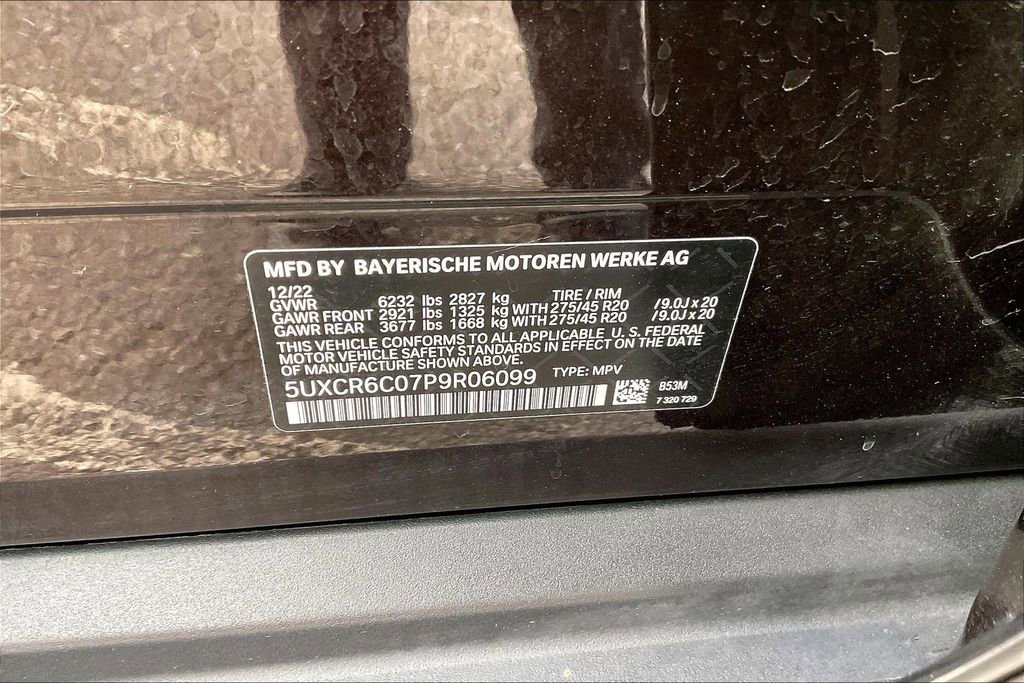 MFD BY BAYERISCHE MOTOREN WERKE AG
12/22
GVWR 6232 lbs 2827 kg TIRE / RIM
GAWR FRONT 2921 lbs 1325 kg WITH 275/45 R20 / 9.0J x 20
GAWR REAR 3677 lbs 1668 kg WITH 275/45 R20 / 9.0J x 20
THIS VEHICLE CONFORMS TO ALL APPLICABLE U. S. FEDERAL
MOTOR VEHICLE SAFETY STANDARDS IN EFFECT ON THE DATE
OF MANUFACTURE SHOWN ABOVE.
5UXCR6C07P9R06099 TYPE: MPV
B53M
7 320 729